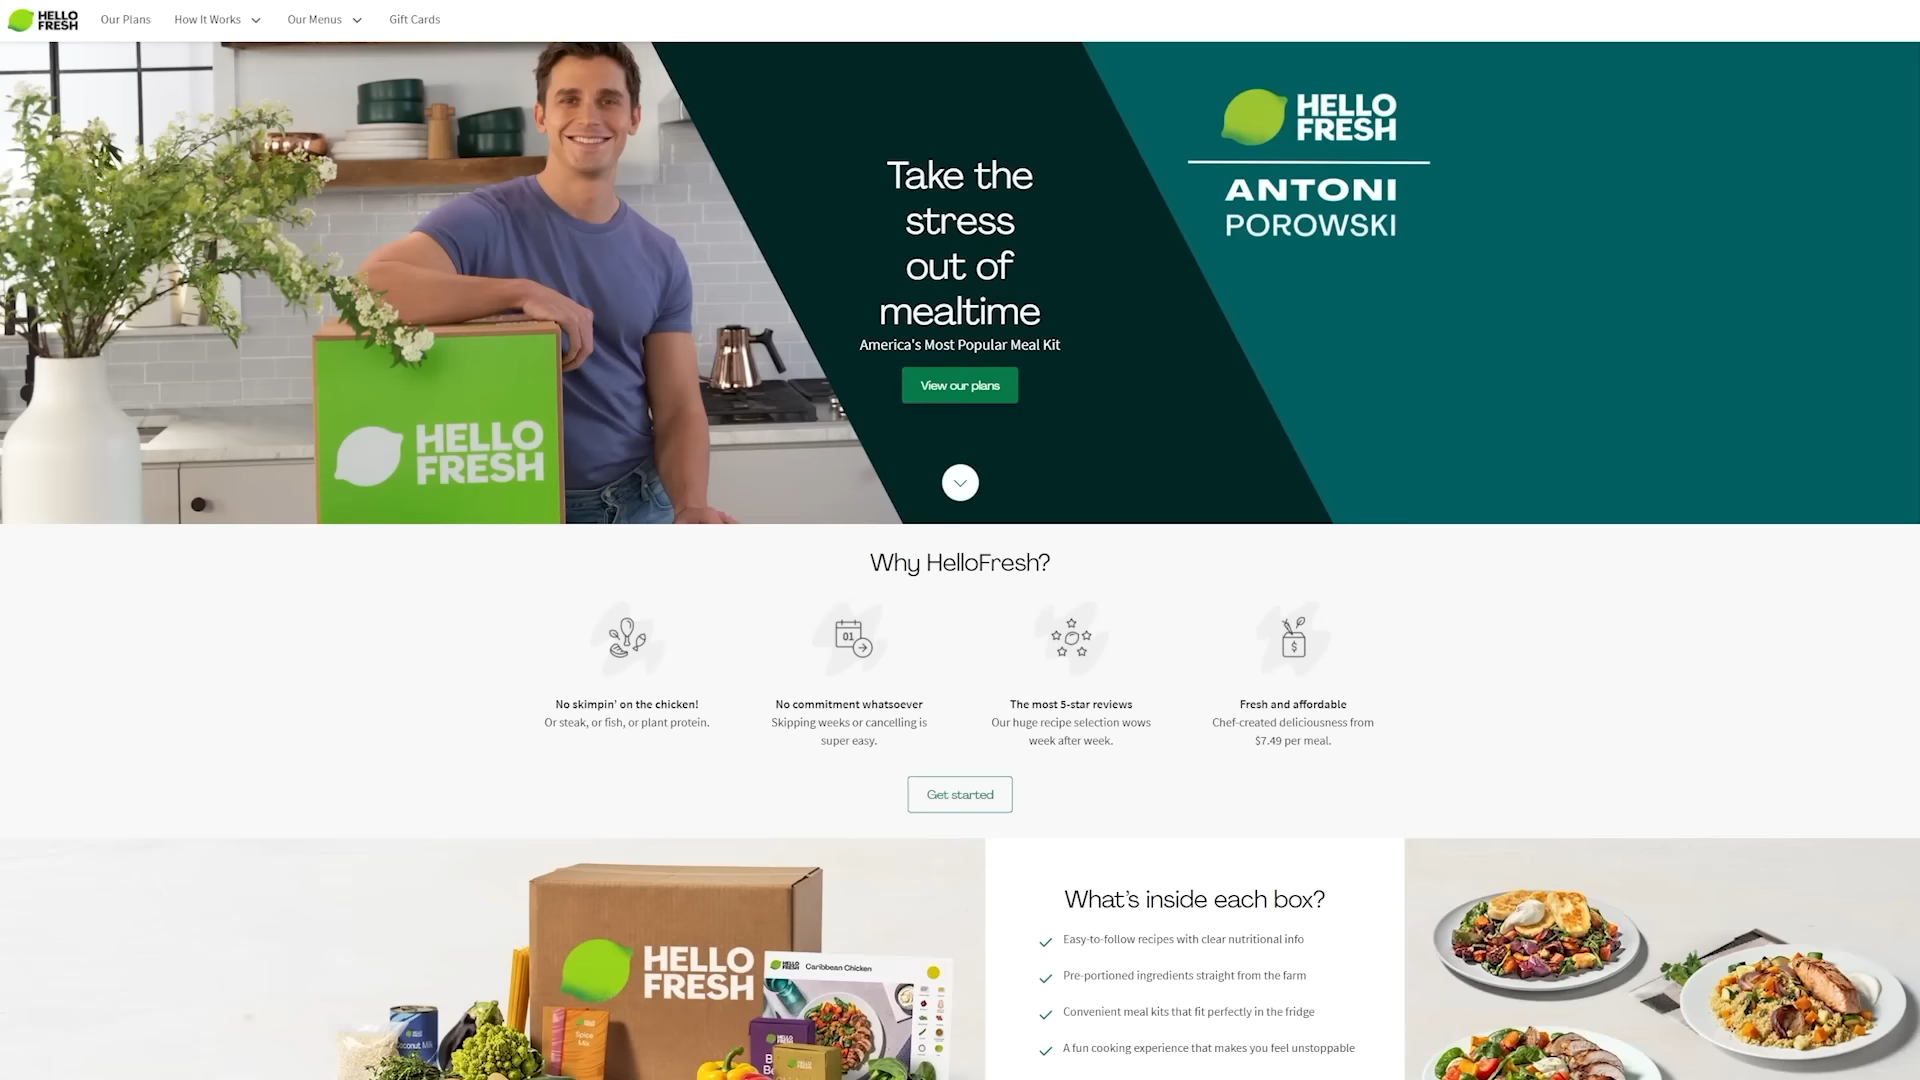 HELLO
FRESH
Our Plans
How It Works
Our Menus
Gift Cards
HELLO
FRESH
Take the
stress
out of
mealtime
America's Most Popular Meal Kit
View our plans
HELLO
FRESH
ANTONI
POROWSKI
Why HelloFresh?
01
$
No skimpin' on the chicken!
Or steak, or fish, or plant protein.
No commitment whatsoever
Skipping weeks or cancelling is
super easy.
The most 5-star reviews
Our huge recipe selection wows
week after week.
Fresh and affordable
Chef-created deliciousness from
$7.49 per meal.
Get started
HELLO
FRESH
HELLO
FRESH
Caribbean Chicken
Spice
Mix
What's inside each box?
Easy-to-follow recipes with clear nutritional info
Pre-portioned ingredients straight from the farm
Convenient meal kits that fit perfectly in the fridge
A fun cooking experience that makes you feel unstoppable